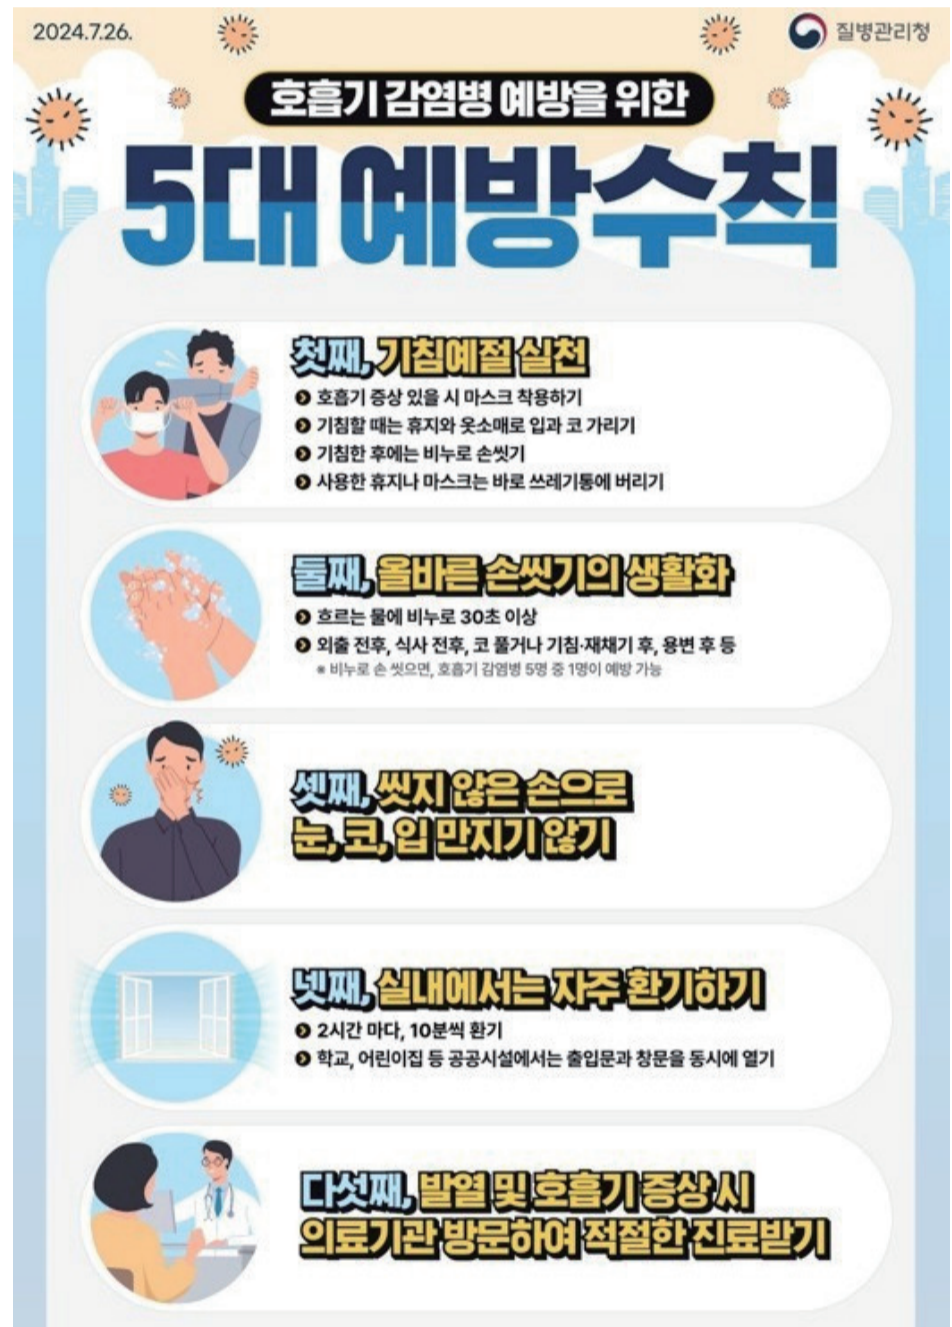 2024.7.26.
질병관리청
호흡기 감염병 예방을 위한
5대 예방수칙
첫째, 기침예절 실천
호흡기 증상 있을 시 마스크 착용하기
기침할 때는 휴지와 옷소매로 입과 코 가리기
기침한 후에는 비누로 손씻기
사용한 휴지나 마스크는 바로 쓰레기통에 버리기
둘째, 올바른 손씻기의 생활화
흐르는 물에 비누로 30초 이상
외출 전후, 식사 전후, 코 풀거나 기침·재채기 후, 용변 후 등
※ 비누로 손 씻으면, 호흡기 감염병 5명 중 1명이 예방 가능
셋째, 씻지 않은 손으로
눈, 코, 입 만지기 않기
넷째, 실내에서는 자주 환기하기
2시간 마다, 10분씩 환기
학교, 어린이집 등 공공시설에서는 출입문과 창문을 동시에 열기
다섯째, 발열 및 호흡기 증상 시
의료기관 방문하여 적절한 진료받기